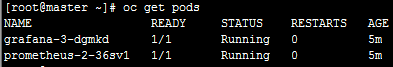 [root@master ~]# oc get pods
NAME READY STATUS RESTARTS AGE
grafana-3-dgmkd 1/1 Running 0 5m
prometheus-2-36sv1 1/1 Running 0 5m